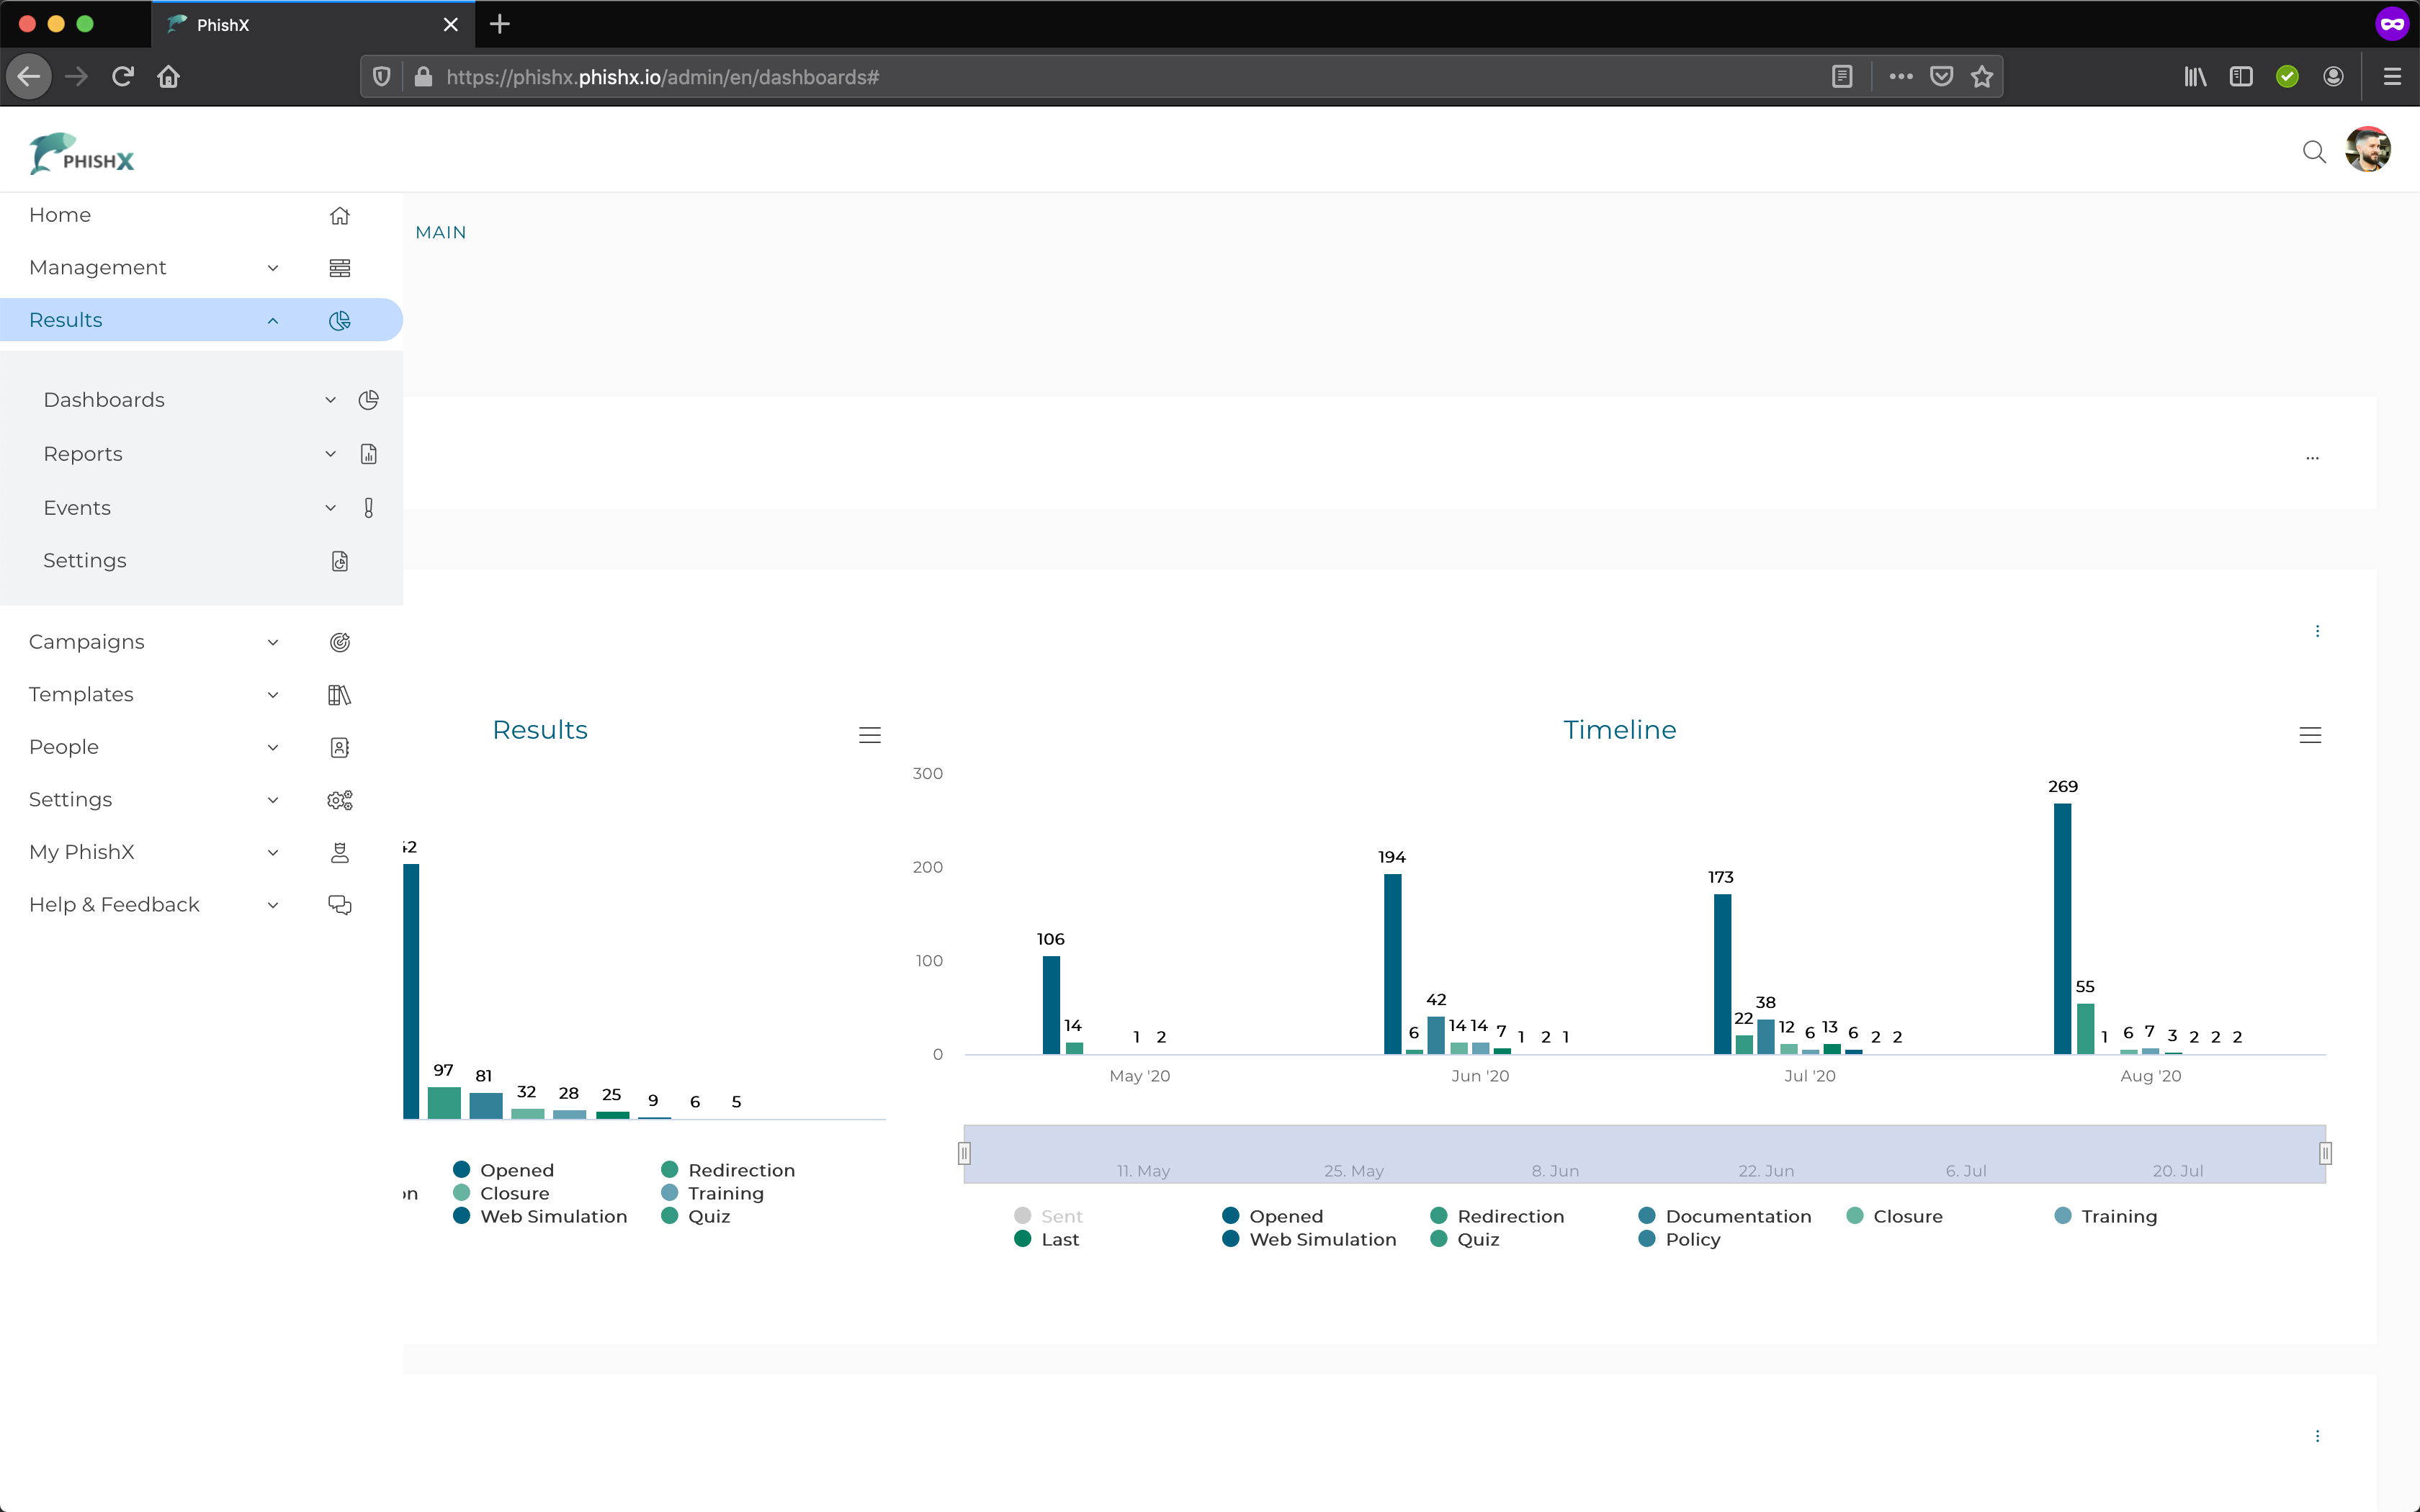 PhishX
https://phishx.phishx.io/admin/en/dashboards#
PHISHX
Home
MAIN
Management
Results
Dashboards
Reports
Events
Settings
Campaigns
Templates
People
Settings
My PhishX
Help & Feedback
Results
42
97 81 32 28 25 9 6 5
Opened Redirection
on Closure Training
Web Simulation Quiz
Timeline
300
200
100
0
106 14 1 2
194 6 42 14 14 7 1 2 1
173 22 38 12 6 13 6 2 2
269 55 1 6 7 3 2 2 2
May '20 Jun '20 Jul '20 Aug '20
11. May 25. May 8. Jun 22. Jun 6. Jul 20. Jul
Sent Opened Redirection Documentation Closure Training
Last Web Simulation Quiz Policy